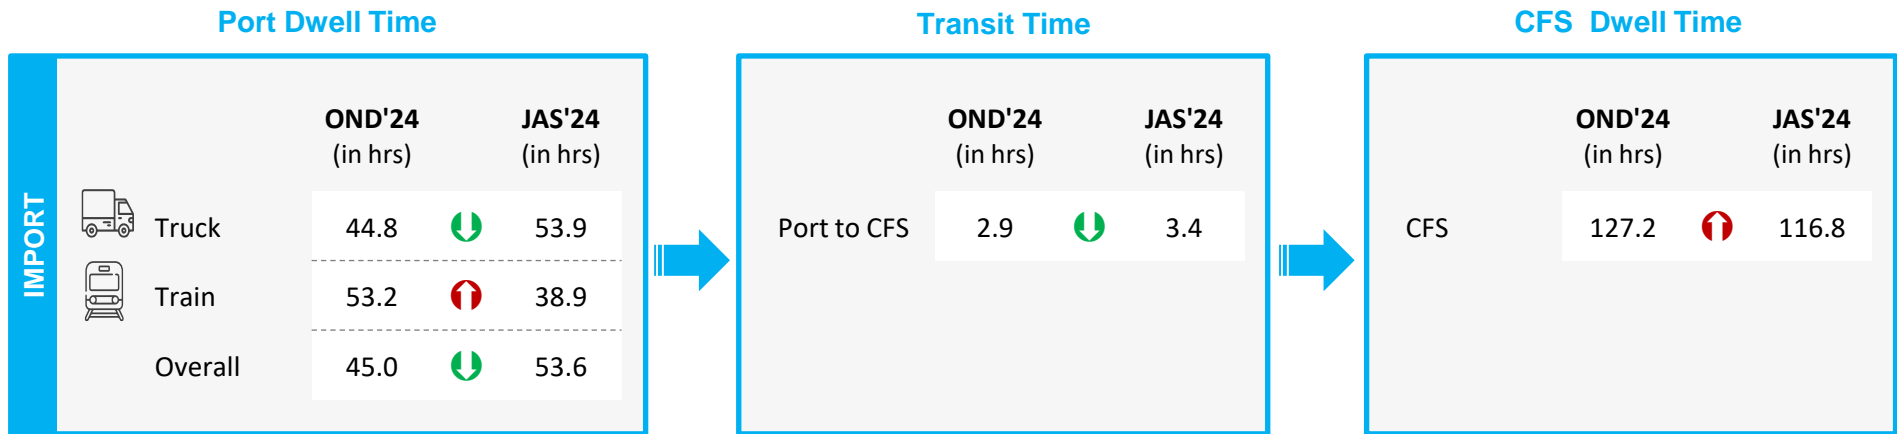 Port Dwell Time
Transit Time
CFS Dwell Time
IMPORT
OND'24 JAS'24
(in hrs) (in hrs)
Truck 44.8 53.9
Train 53.2 38.9
Overall 45.0 53.6
OND'24 JAS'24
(in hrs) (in hrs)
Port to CFS 2.9 3.4
OND'24 JAS'24
(in hrs) (in hrs)
CFS 127.2 116.8